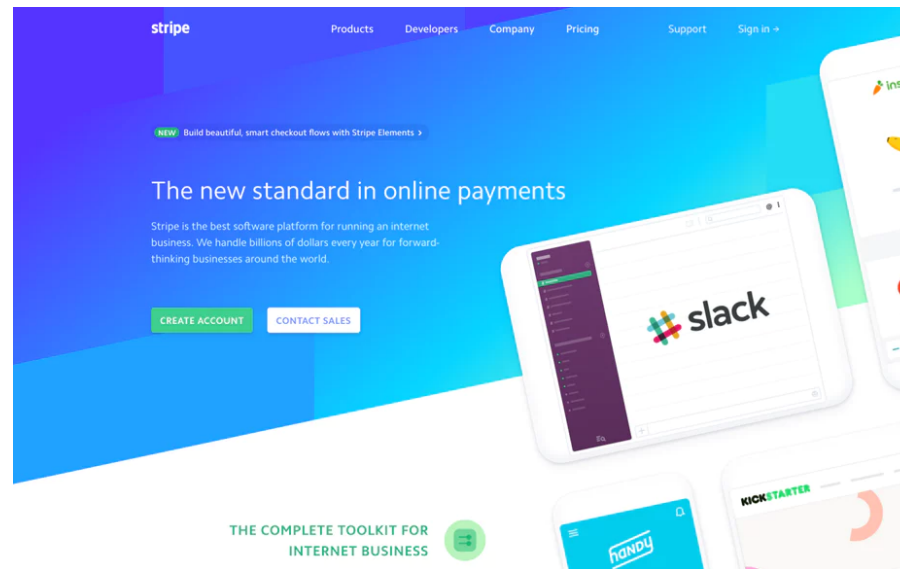 stripe
Products Developers Company Pricing Support Sign in →
NEW Build beautiful, smart checkout flows with Stripe Elements >
The new standard in online payments
Stripe is the best software platform for running an internet
business. We handle billions of dollars every year for forward-
thinking businesses around the world.
CREATE ACCOUNT CONTACT SALES
slack
KICKSTARTER
THE COMPLETE TOOLKIT FOR
INTERNET BUSINESS
HANDY